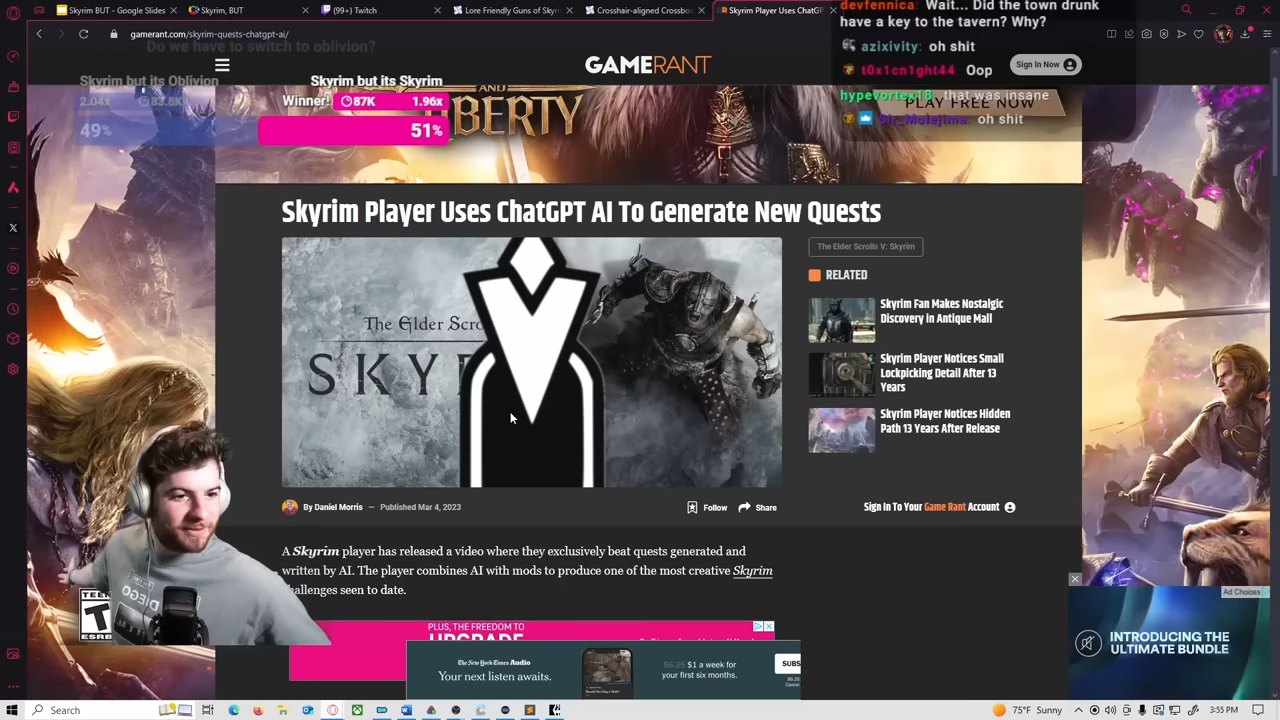 Skyrim BUT - Google Slides
Skyrim, BUT
(99+) Twitch
Lore Friendly Guns of Skyri
Crosshair-aligned Crossbo
Skyrim Player Uses ChatGP
gamerant.com/skyrim-quests-chatgpt-ai/
Do we have to switch to oblivion?
Skyrim but its Oblivion
Skyrim but its Skyrim
2.04x
83.8K
Winner!
87K
1.96x
49%
51%
GAMERANT
Sign In Now
devfennica: Wait... Did the town drunk
have a key to the tavern? Why?
azixivity: oh shit
t0x1cn1ght44 Oop
hypevortex18: that was insane
Sir_Molejima: oh shit
AND
LIBERTY
PLAY FREE NOW
Skyrim Player Uses ChatGPT AI To Generate New Quests
The Elder Scro
SKY
By Daniel Morris — Published Mar 4, 2023
Follow
Share
The Elder Scrolls V: Skyrim
RELATED
Skyrim Fan Makes Nostalgic
Discovery in Antique Mall
Skyrim Player Notices Small
Lockpicking Detail After 13
Years
Skyrim Player Notices Hidden
Path 13 Years After Release
Sign In To Your Game Rant Account
A Skyrim player has released a video where they exclusively beat quests generated and
written by AI. The player combines AI with mods to produce one of the most creative Skyrim
challenges seen to date.
PLUS, THE FREEDOM TO
UPGRADE
The New York Times Audio
Your next listen awaits.
$6.25 $1 a week for
your first six months.
SUBS
Ad Choices
INTRODUCING THE
ULTIMATE BUNDLE
TEEN
T
ESRB
DIEGO
Search
75°F Sunny
3:55 PM